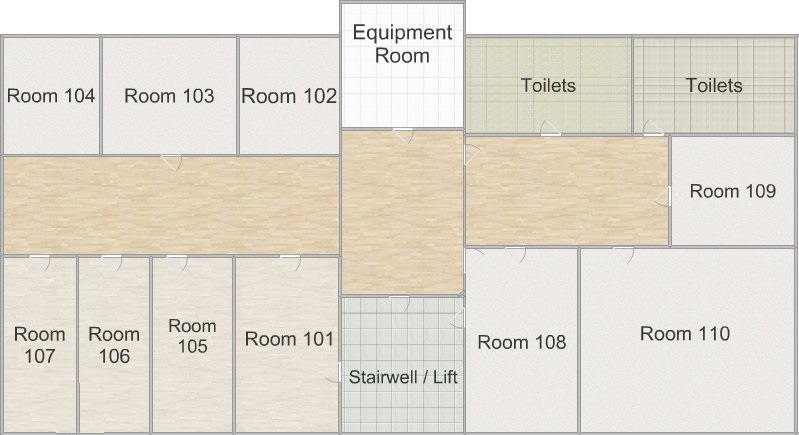 Equipment
Room
Room 104
Room 103
Room 102
Toilets
Toilets
Room 109
Room
107
Room
106
Room
105
Room 101
Stairwell / Lift
Room 108
Room 110